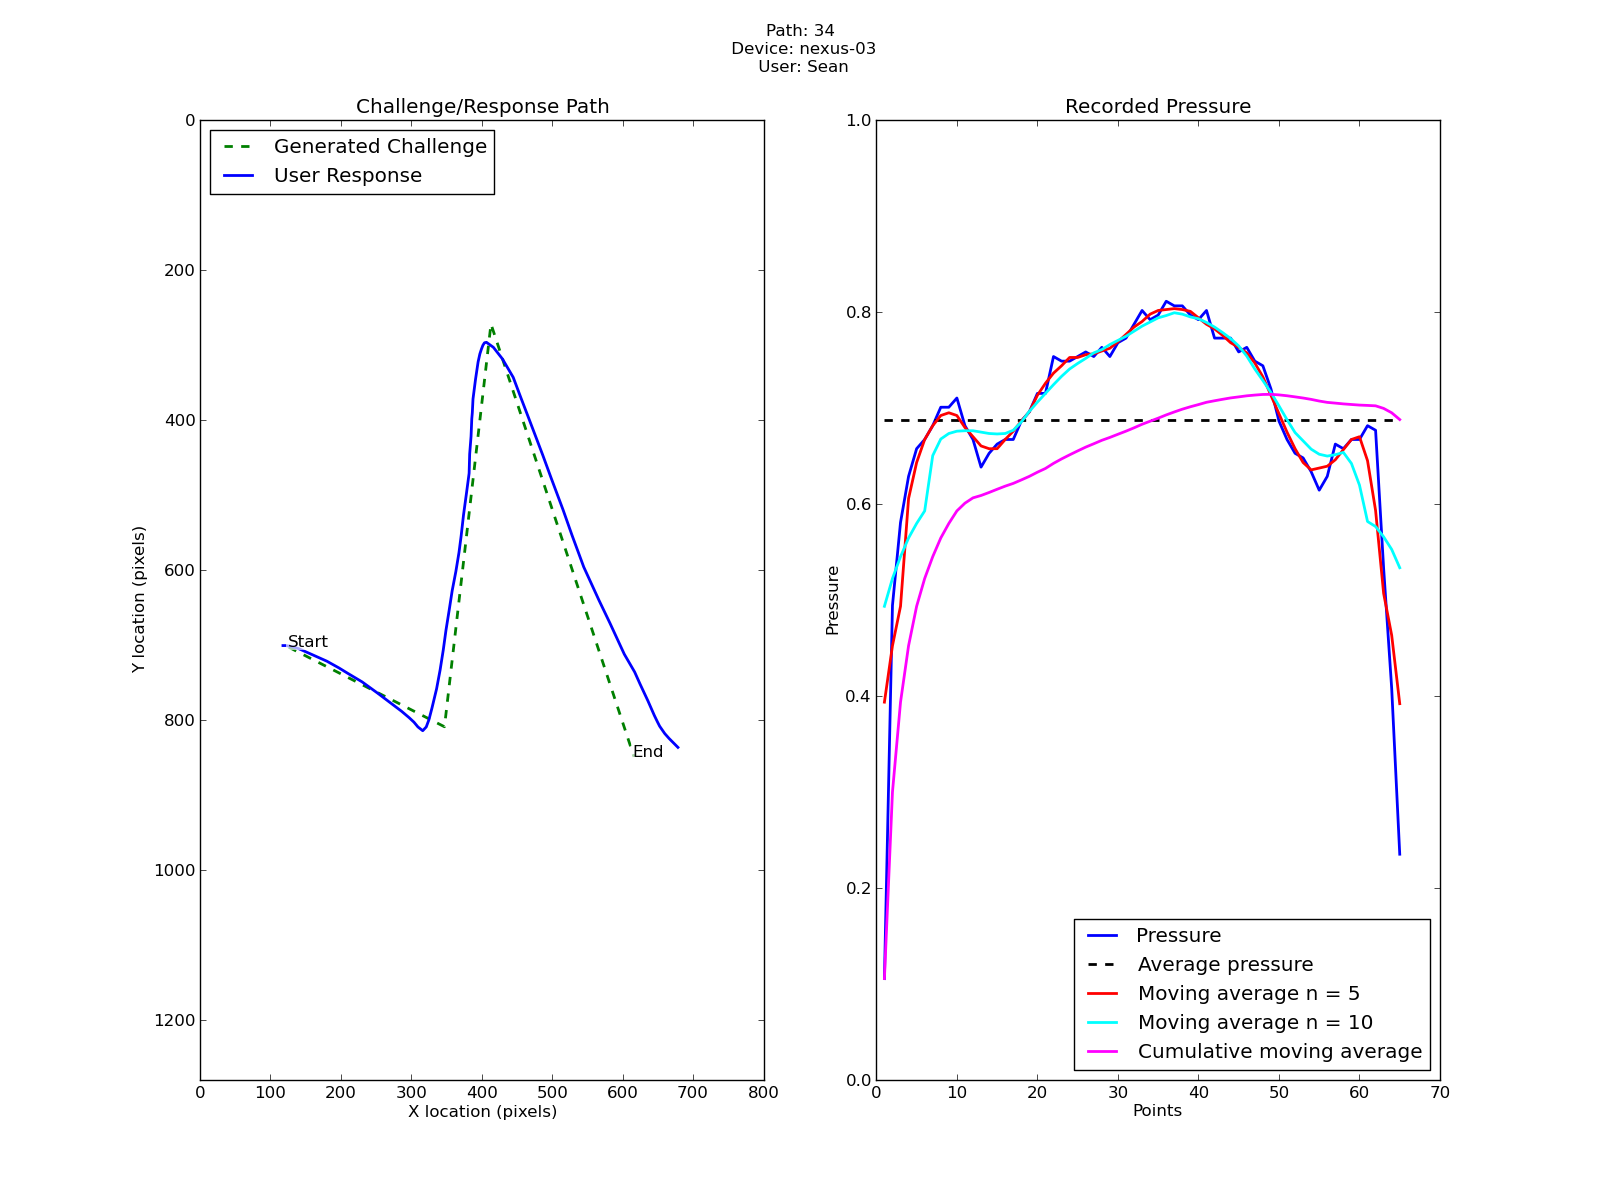 Path: 34
Device: nexus-03
User: Sean
Challenge/Response Path
Generated Challenge
User Response
0
200
400
600
800
1000
1200
Y location (pixels)
Start
End
0 100 200 300 400 500 600 700 800
X location (pixels)
Recorded Pressure
1.0
0.8
0.6
0.4
0.2
0.0
Pressure
Pressure
Average pressure
Moving average n = 5
Moving average n = 10
Cumulative moving average
0 10 20 30 40 50 60 70
Points